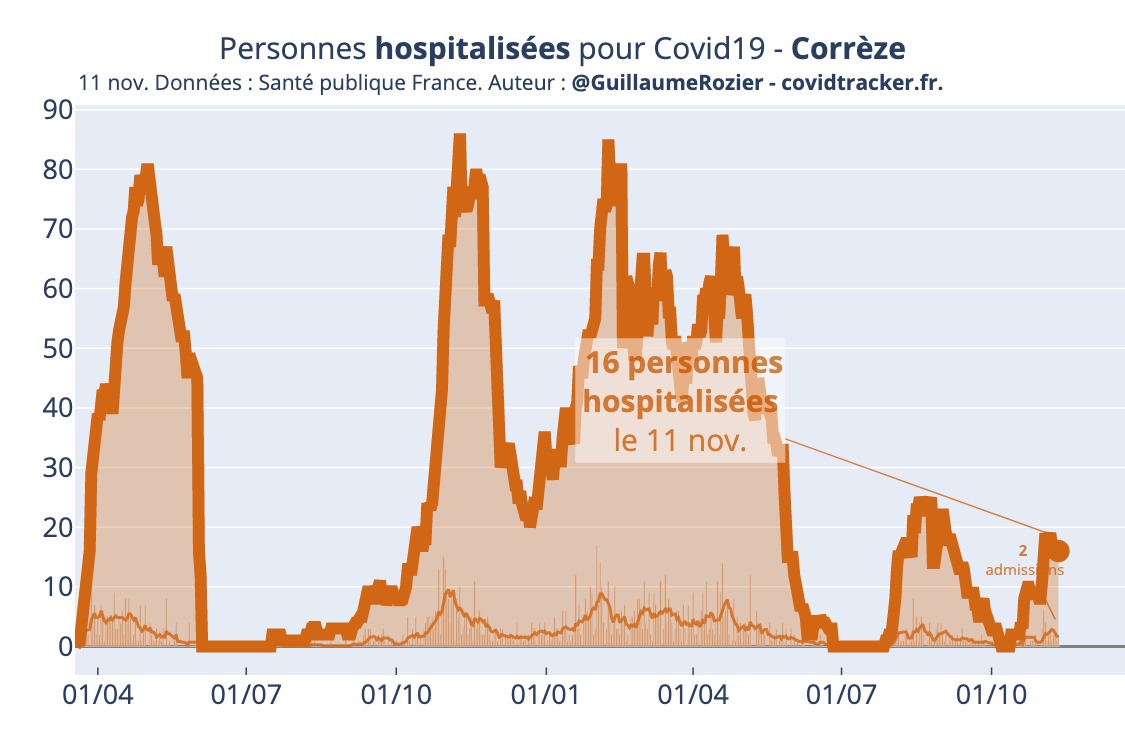 Personnes hospitalisées pour Covid19 - Corrèze
11 nov. Données : Santé publique France. Auteur : @GuillaumeRozier - covidtracker.fr.
90
80
70
60
50
40
30
20
10
0
16 personnes
hospitalisées
le 11 nov.
2
admissions
01/04 01/07 01/10 01/01 01/04 01/07 01/10